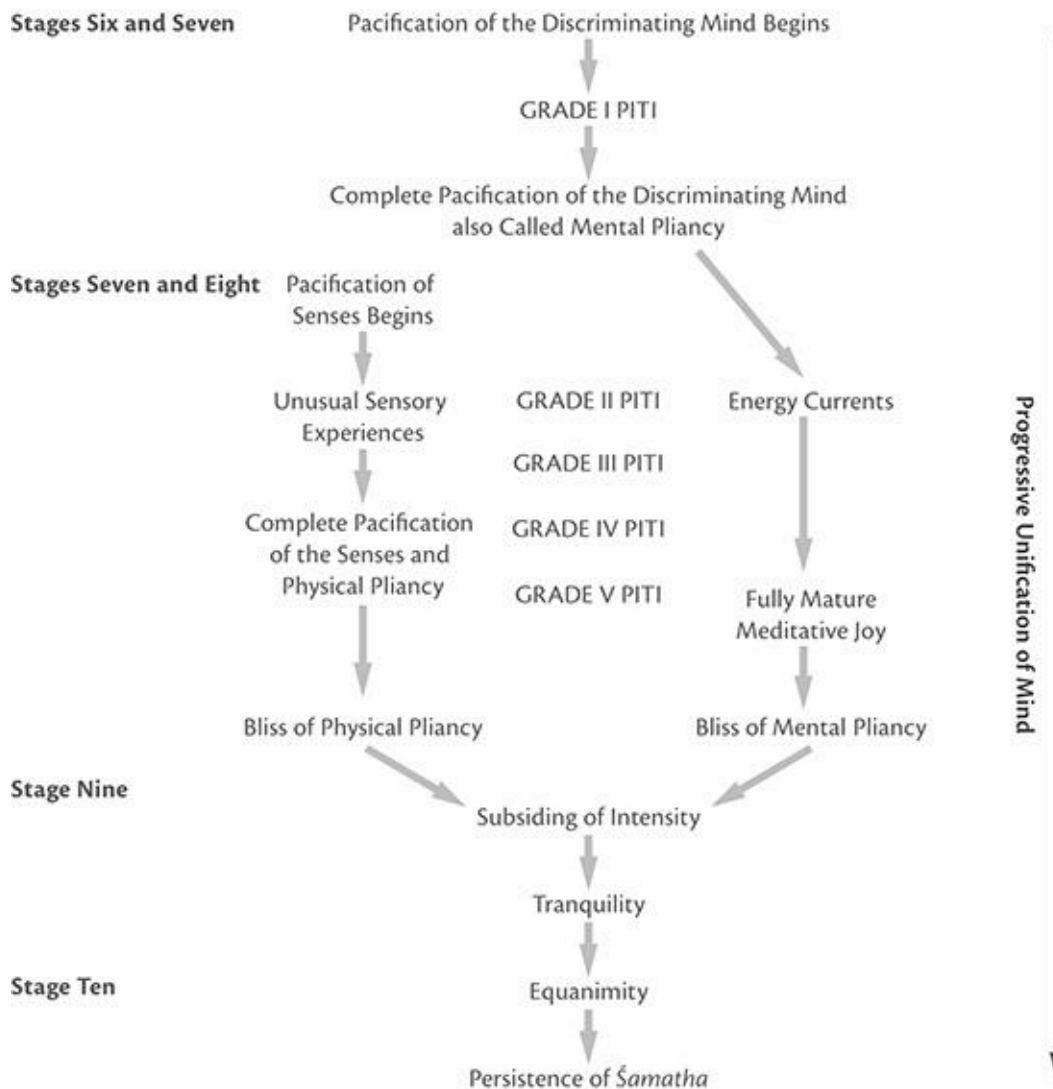 Stages Six and Seven
Pacification of the Discriminating Mind Begins
GRADE I PITI
Complete Pacification of the Discriminating Mind
also Called Mental Pliancy
Stages Seven and Eight
Pacification of
Senses Begins
Unusual Sensory
Experiences
GRADE II PITI
Energy Currents
GRADE III PITI
Complete Pacification
of the Senses and
Physical Pliancy
GRADE IV PITI
GRADE V PITI
Fully Mature
Meditative Joy
Bliss of Physical Pliancy
Bliss of Mental Pliancy
Progressive Unification of Mind
Stage Nine
Subsiding of Intensity
Tranquility
Stage Ten
Equanimity
Persistence of Śamatha